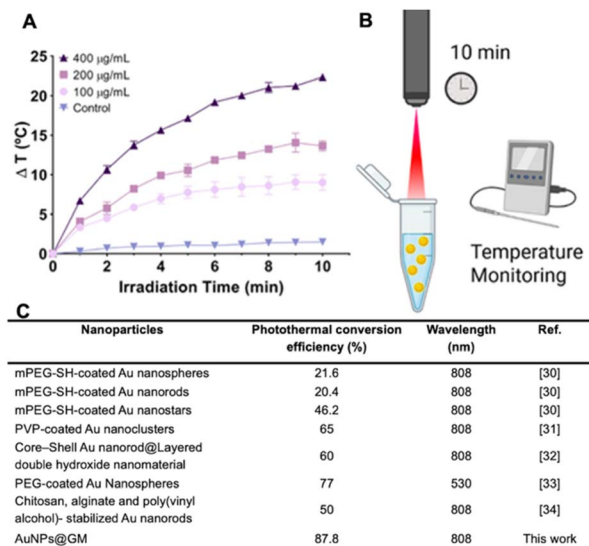 A
25
20
15
10
5
0
Δ T (ºC)
400 µg/mL
200 µg/mL
100 µg/mL
Control
0 2 4 6 8 10
Irradiation Time (min)
B
10 min
Temperature
Monitoring
C
Nanoparticles Photothermal conversion efficiency (%) Wavelength (nm) Ref.
mPEG-SH-coated Au nanospheres 21.6 808 [30]
mPEG-SH-coated Au nanorods 20.4 808 [30]
mPEG-SH-coated Au nanostars 46.2 808 [30]
PVP-coated Au nanoclusters 65 808 [31]
Core–Shell Au nanorod@Layered
double hydroxide nanomaterial 60 808 [32]
PEG-coated Au Nanospheres 77 530 [33]
Chitosan, alginate and poly(vinyl
alcohol)- stabilized Au nanorods 50 808 [34]
AuNPs@GM 87.8 808 This work